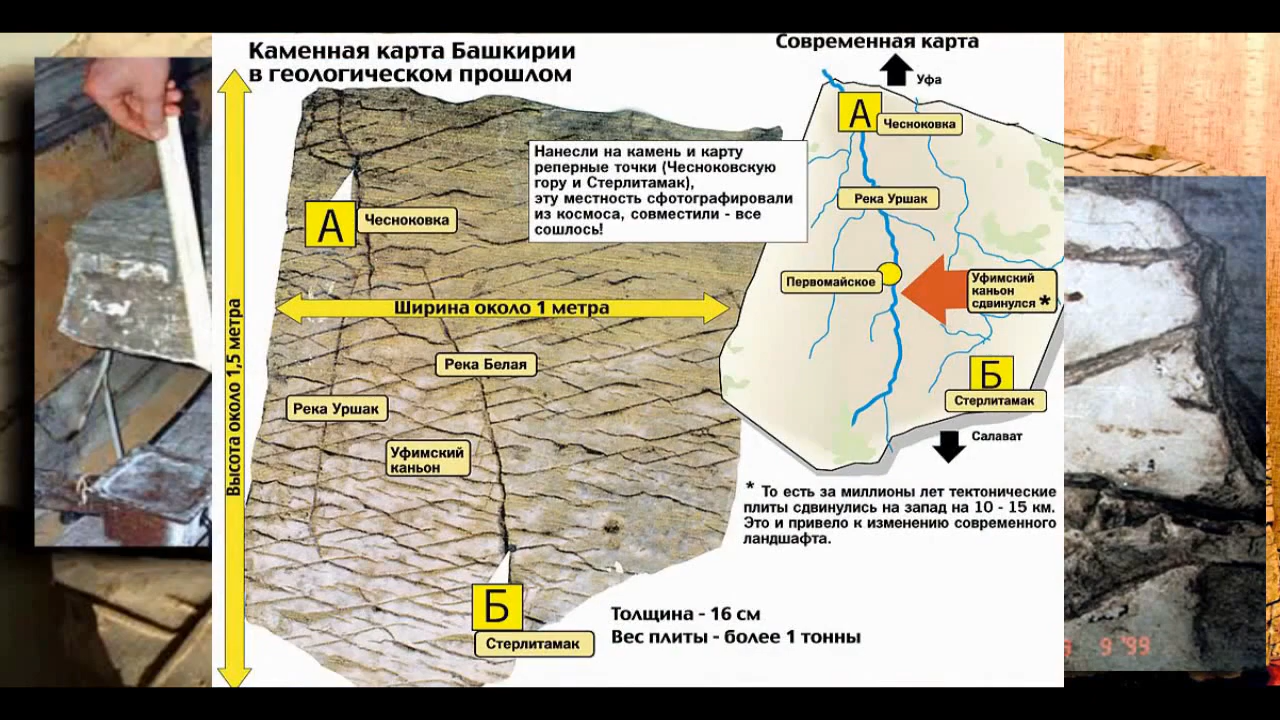 Каменная карта Башкирии
в геологическом прошлом
Современная карта
Уфа
А
Чесноковка
Нанесли на камень и карту
реперные точки (Чесноковскую
гору и Стерлитамак),
эту местность сфотографировали
из космоса, совместили - все
сошлось!
А
Чесноковка
Река Уршак
Первомайское
Уфимский
каньон
сдвинулся *
Ширина около 1 метра
Высота около 1,5 метра
Река Белая
Река Уршак
Уфимский
каньон
Б
Стерлитамак
Салават
* То есть за миллионы лет тектонические
плиты сдвинулись на запад на 10 - 15 км.
Это и привело к изменению современного
ландшафта.
Б
Стерлитамак
Толщина - 16 см
Вес плиты - более 1 тонны
9 '99